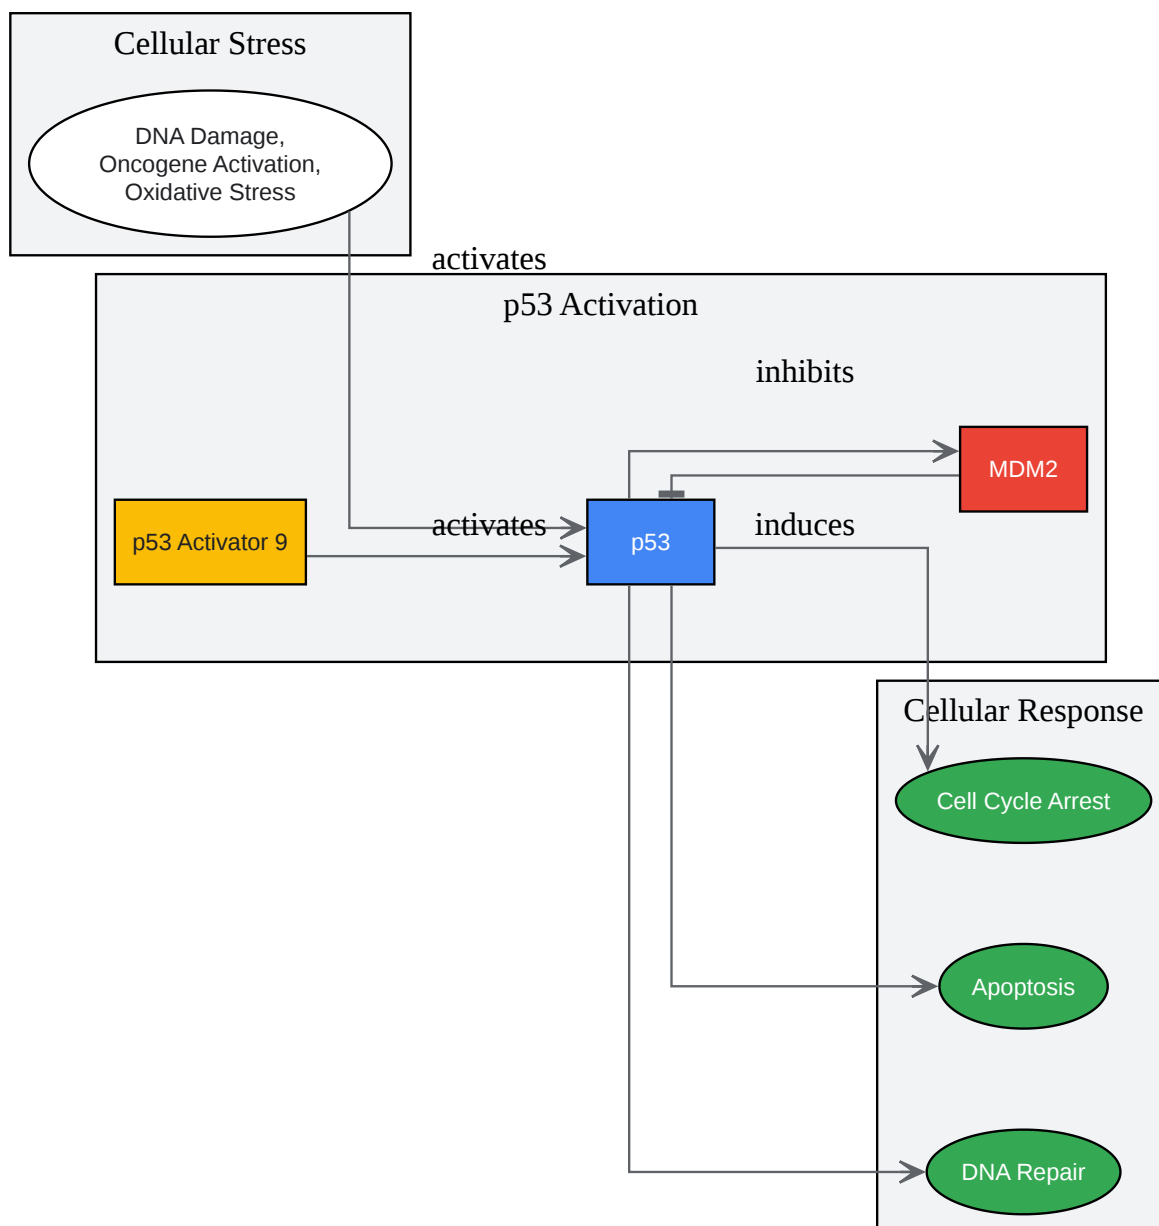 Cellular Stress
DNA Damage,
Oncogene Activation,
Oxidative Stress
activates
p53 Activation
inhibits
MDM2
activates
induces
p53 Activator 9
p53
Cellular Response
Cell Cycle Arrest
Apoptosis
DNA Repair